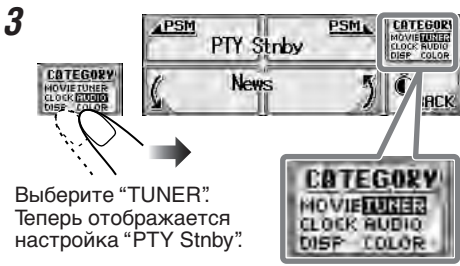 3
PSM PSM CATEGORY
PTY Stnby MOVIE TUNER
CLOCK AUDIO
DISP COLOR
News
BACK
CATEGORY
MOVIE TUNER
CLOCK AUDIO
DISP COLOR
Выберите “TUNER”.
Теперь отображается
настройка “PTY Stnby”.
CATEGORY
MOVIE TUNER
CLOCK AUDIO
DISP COLOR